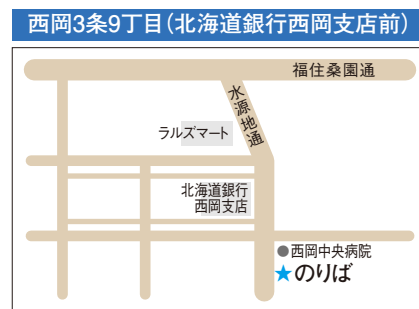 西岡3条9丁目(北海道銀行西岡支店前)
福住桑園通
水源地通
ラルズマート
北海道銀行
西岡支店
●西岡中央病院
★のりば